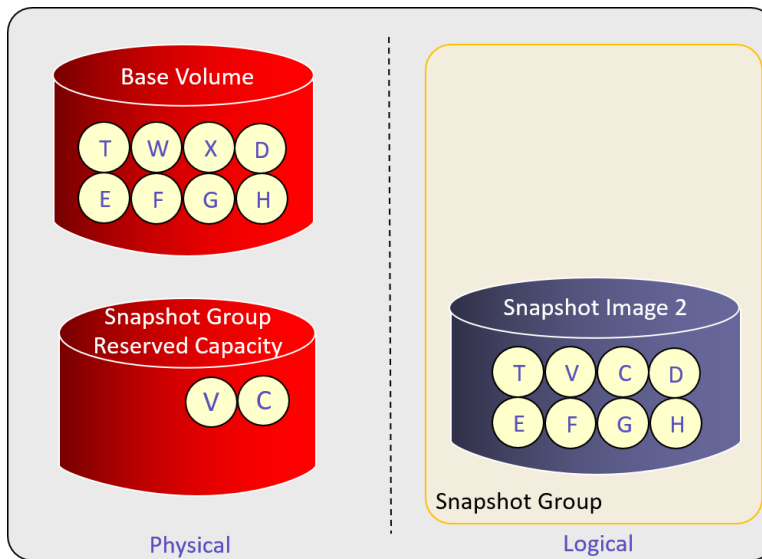 Base Volume
T W X D
E F G H
Snapshot Group
Reserved Capacity
V C
Physical
Snapshot Image 2
T V C D
E F G H
Snapshot Group
Logical